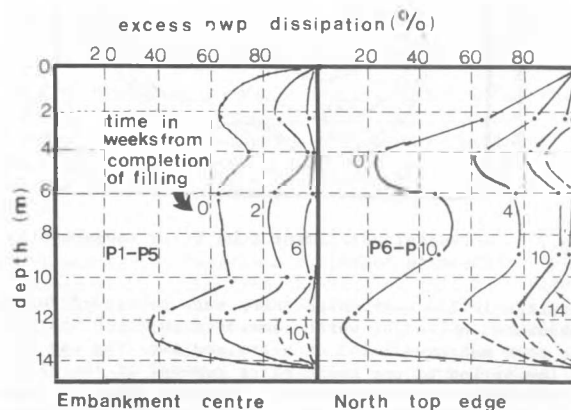 excess pwp dissipation (%)
20 40 60 80 20 40 60 80
0
2
4
6
8
10
12
14
depth (m)
time in
weeks from
completion
of filling
0 2 6 10
P1-P5
0 4 10 14
P6-P10
Embankment centre North top edge